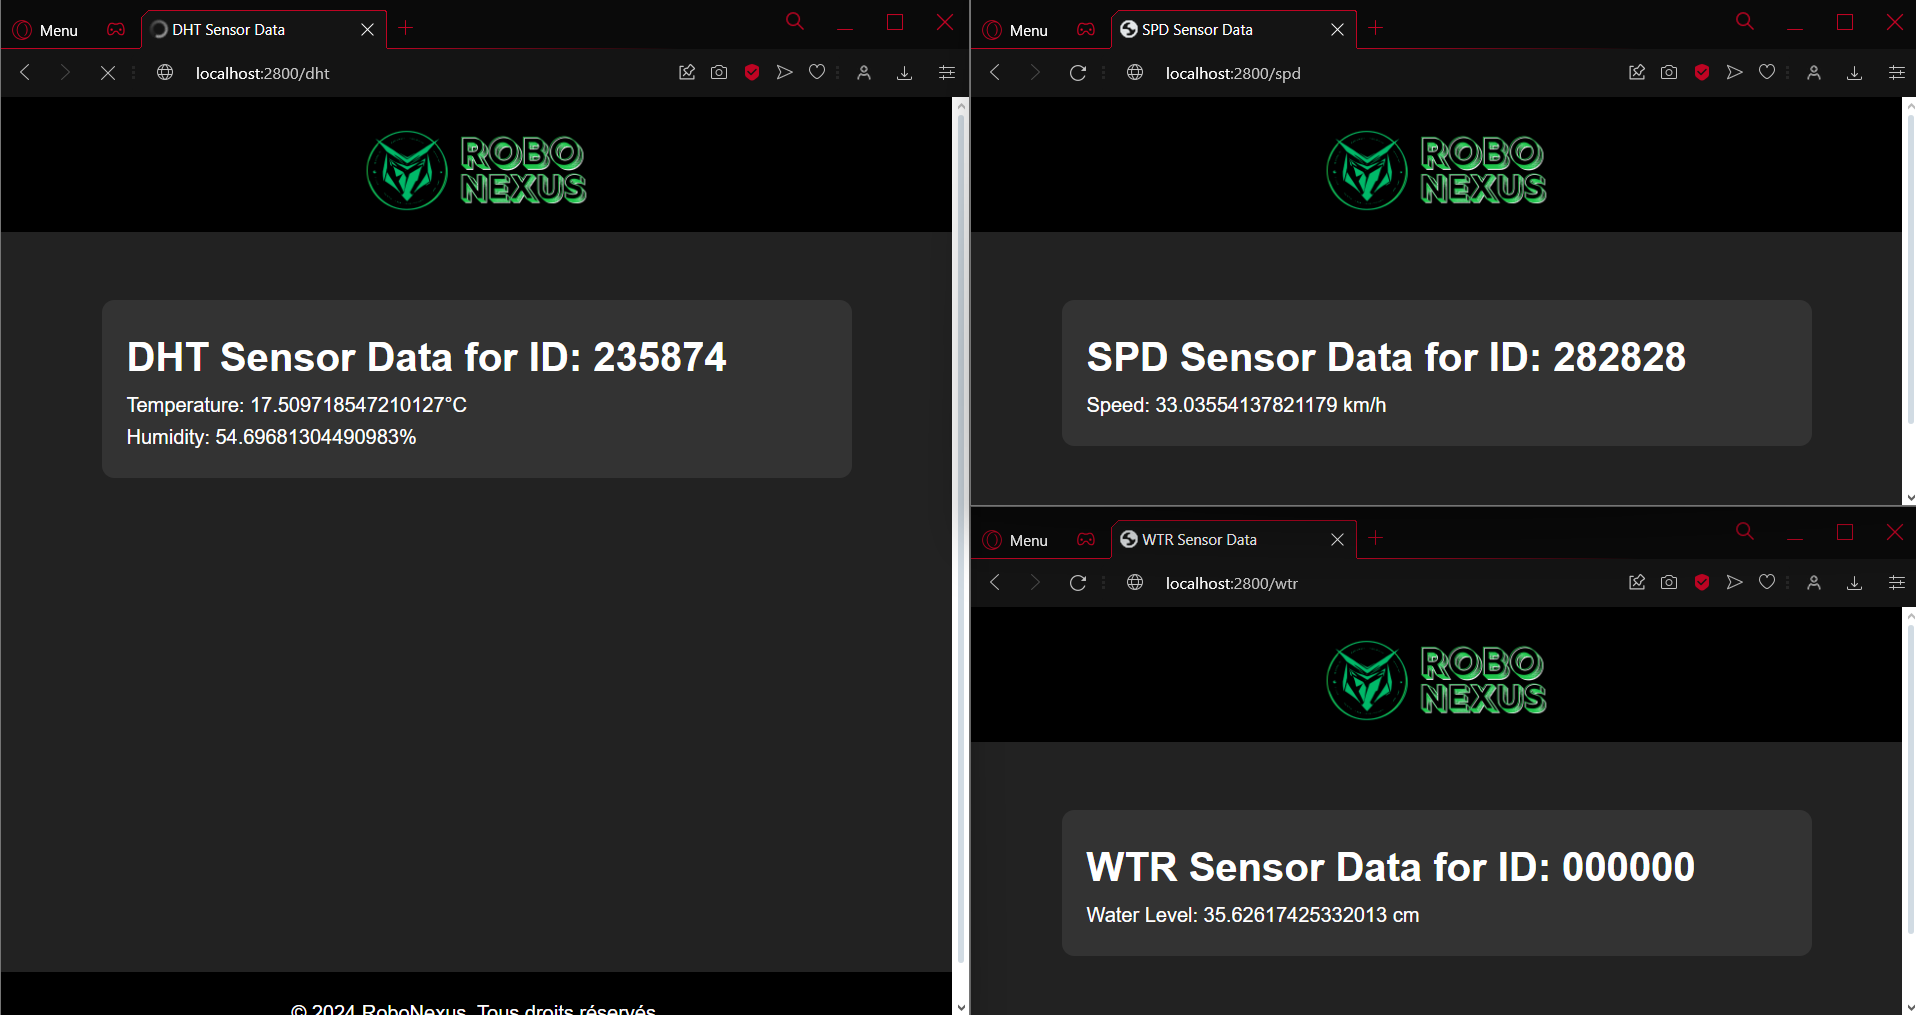 Menu
DHT Sensor Data
localhost:2800/dht
ROBO
NEXUS
DHT Sensor Data for ID: 235874
Temperature: 17.509718547210127°C
Humidity: 54.69681304490983%
© 2024 RoboNexus. Tous droits réservés
Menu
SPD Sensor Data
localhost:2800/spd
ROBO
NEXUS
SPD Sensor Data for ID: 282828
Speed: 33.03554137821179 km/h
Menu
WTR Sensor Data
localhost:2800/wtr
ROBO
NEXUS
WTR Sensor Data for ID: 000000
Water Level: 35.62617425332013 cm